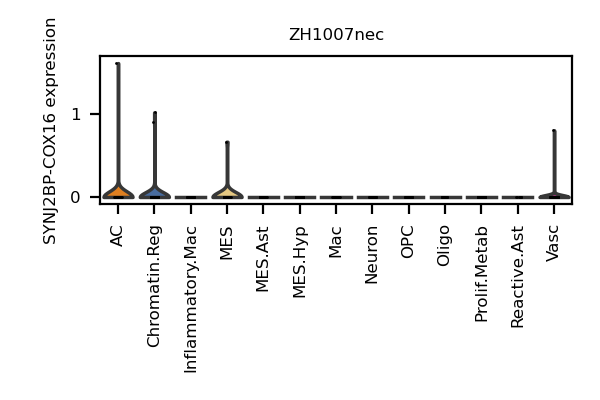 ZH1007nec
SYNJ2BP-COX16 expression
1
0
AC
Chromatin.Reg
Inflammatory.Mac
MES
MES.Ast
MES.Hyp
Mac
Neuron
OPC
Oligo
Prolif.Metab
Reactive.Ast
Vasc